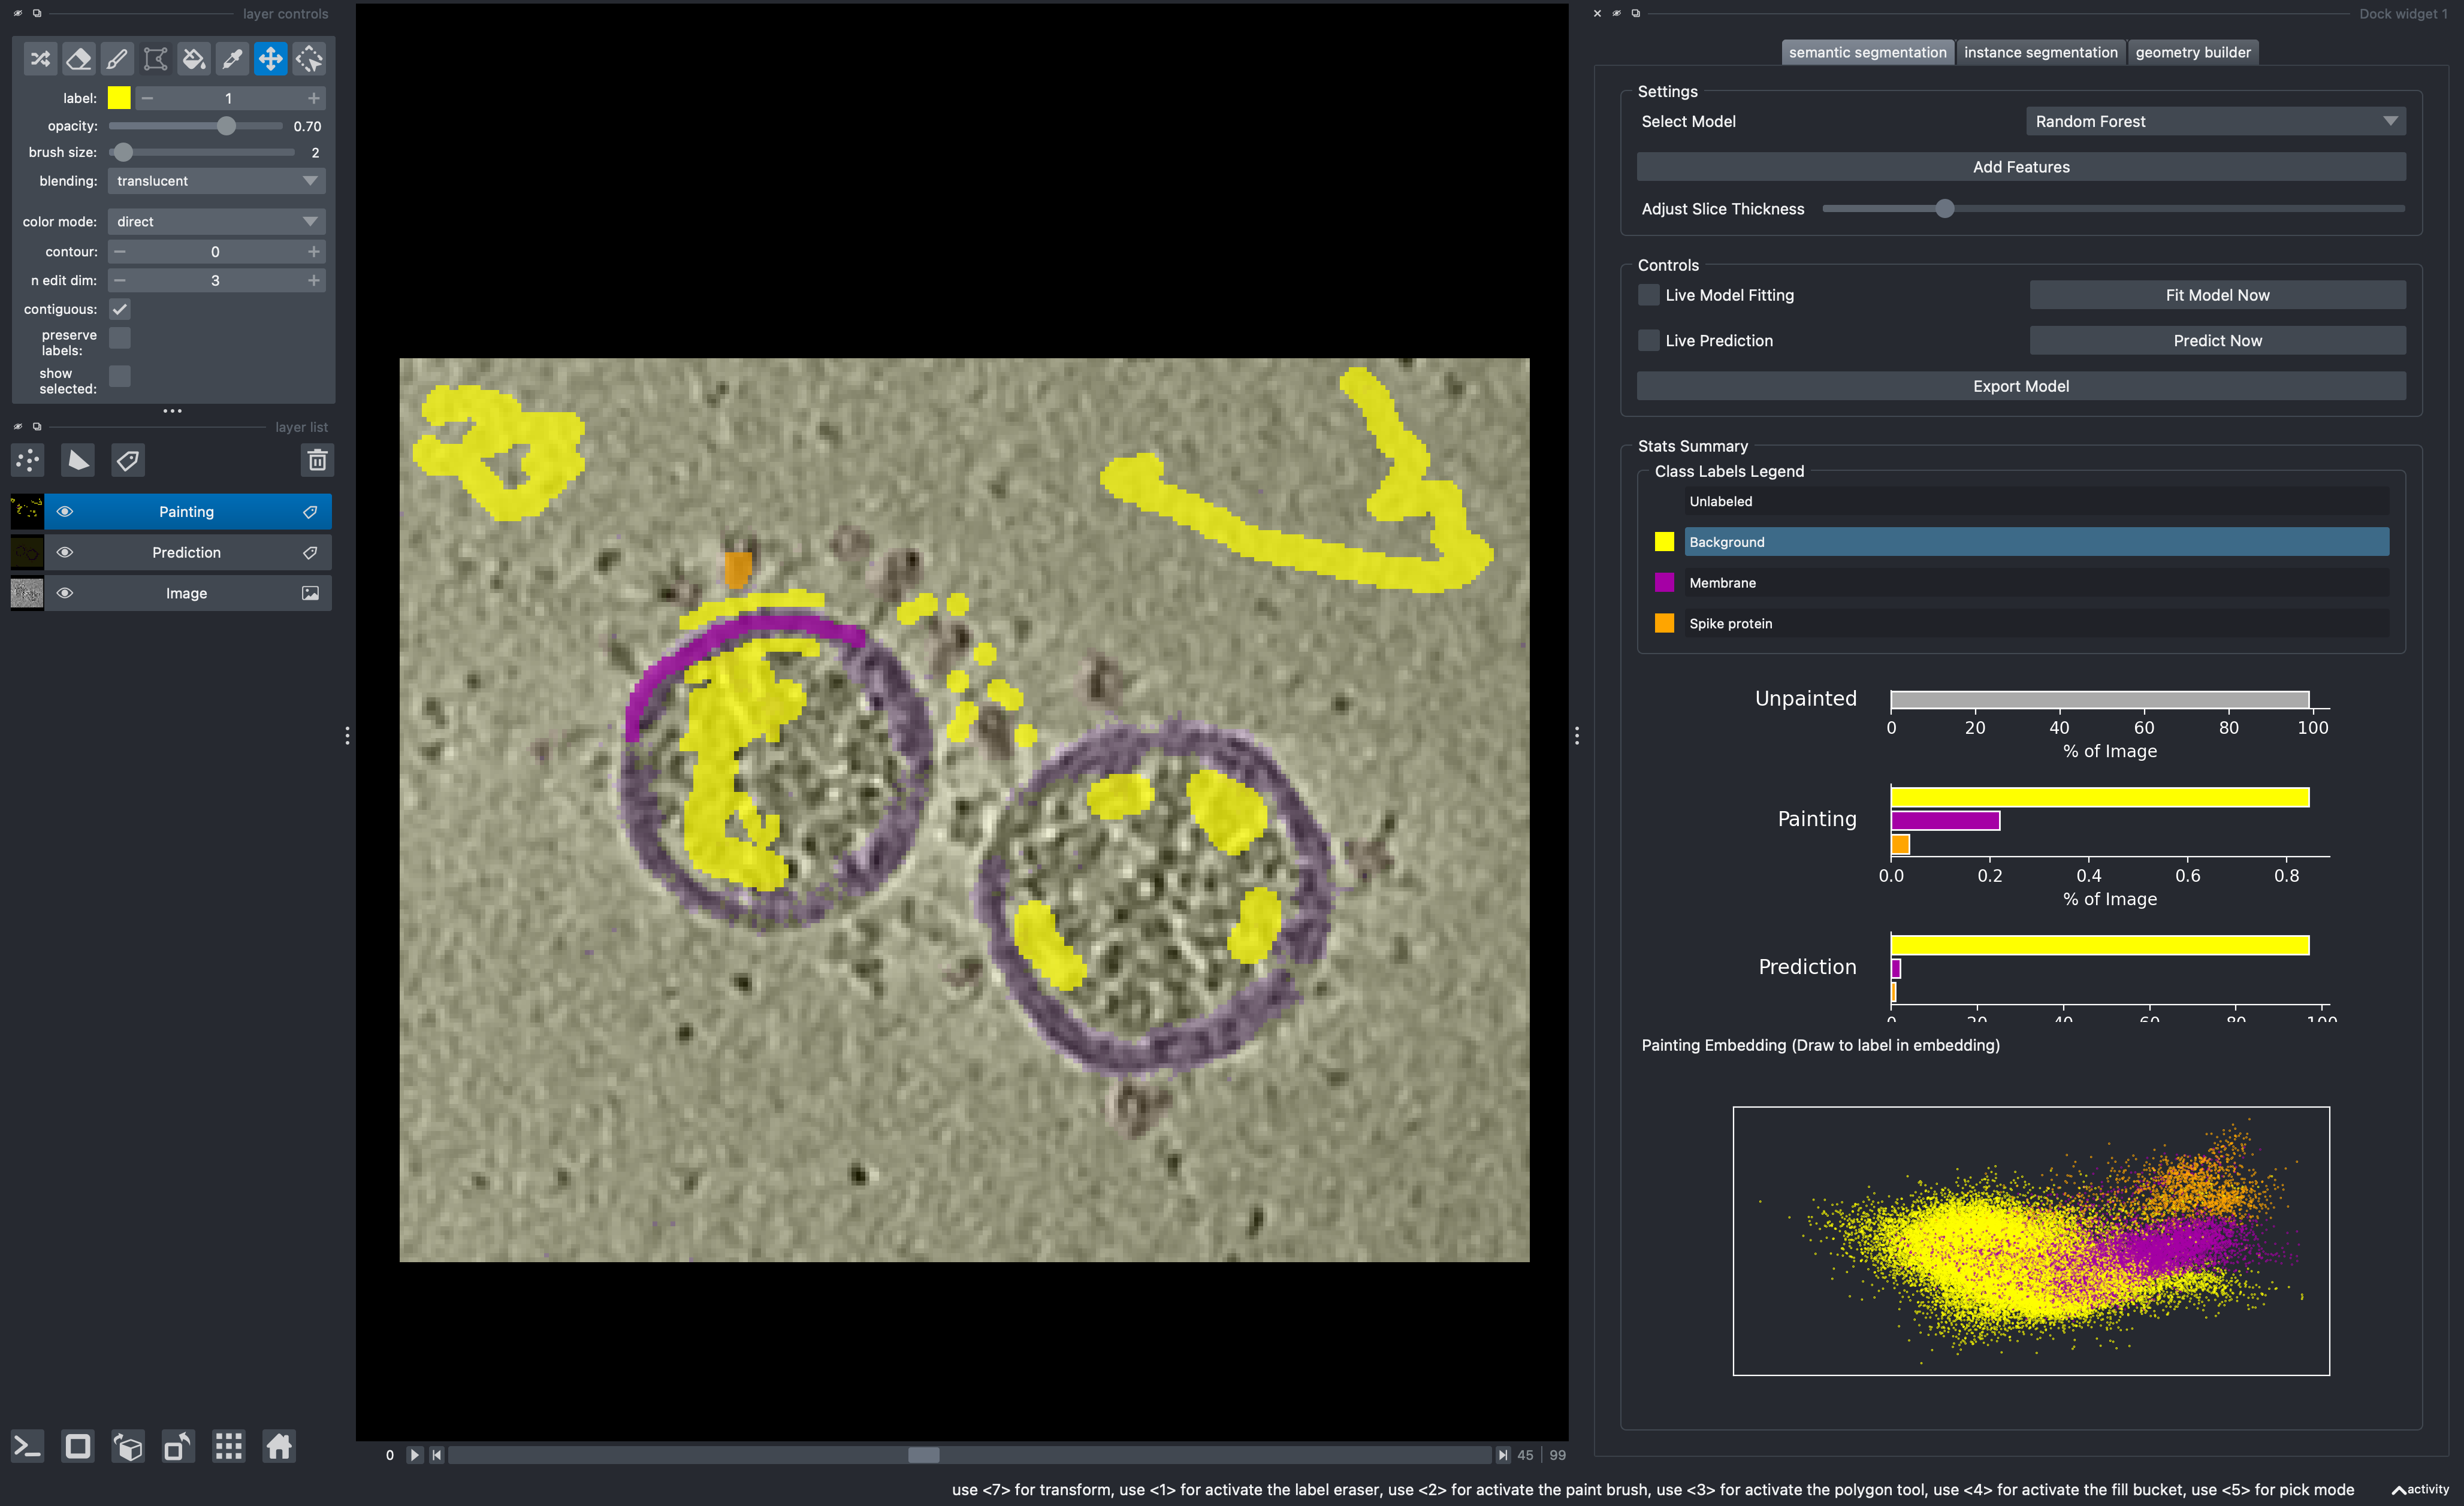 layer controls
label: 1
opacity: 0.70
brush size: 2
blending: translucent
color mode: direct
contour: 0
n edit dim: 3
contiguous:
preserve
labels:
show
selected:
layer list
Painting
Prediction
Image
0 45 99
Dock widget 1
semantic segmentation instance segmentation geometry builder
Settings
Select Model Random Forest
Add Features
Adjust Slice Thickness
Controls
Live Model Fitting Fit Model Now
Live Prediction Predict Now
Export Model
Stats Summary
Class Labels Legend
Unlabeled
Background
Membrane
Spike protein
Unpainted
0 20 40 60 80 100
% of Image
Painting
0.0 0.2 0.4 0.6 0.8
% of Image
Prediction
0 20 40 60 80 100
Painting Embedding (Draw to label in embedding)
use <7> for transform, use <1> for activate the label eraser, use <2> for activate the paint brush, use <3> for activate the polygon tool, use <4> for activate the fill bucket, use <5> for pick mode
activity